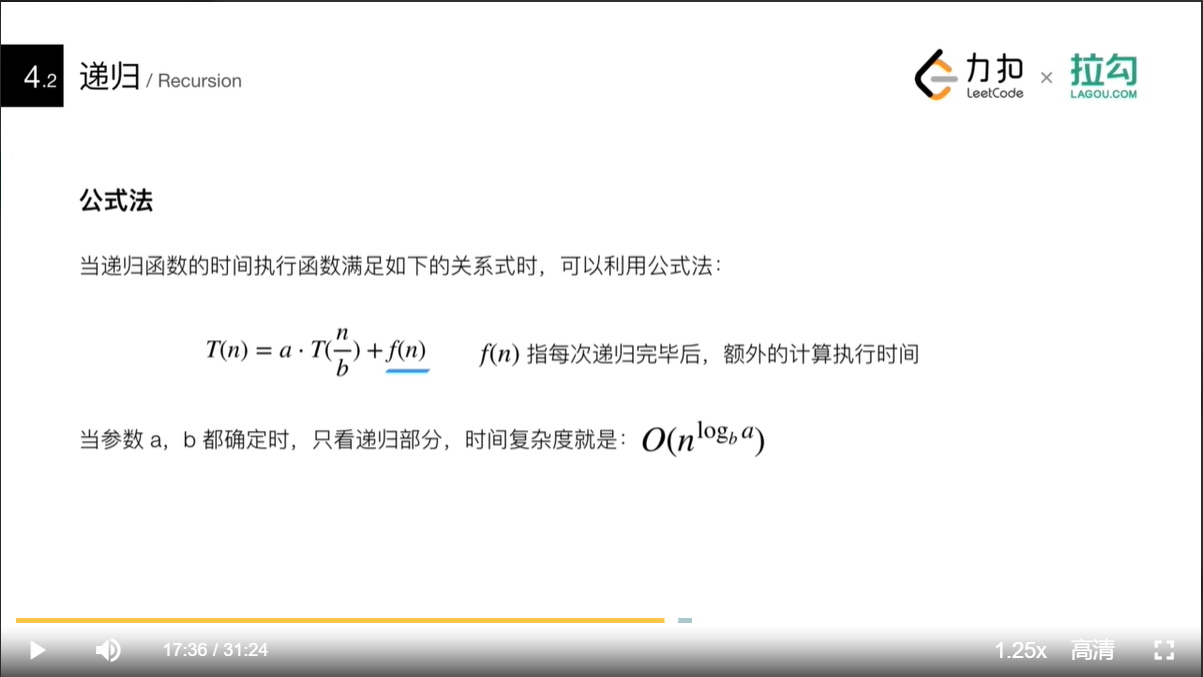 4.2 递归 / Recursion
力扣 LeetCode × 拉勾 LAGOU.COM
公式法
当递归函数的时间执行函数满足如下的关系式时，可以利用公式法：
T(n) = a · T(n/b) + f(n) f(n) 指每次递归完毕后，额外的计算执行时间
当参数 a，b 都确定时，只看递归部分，时间复杂度就是：O(n^{log_b a})
17:36 / 31:24 1.25x 高清